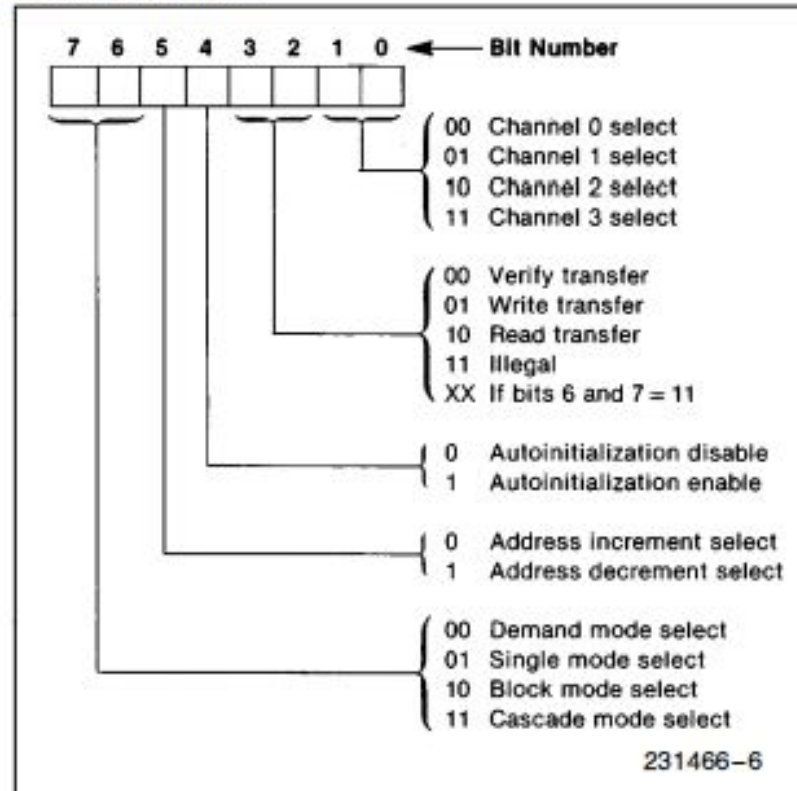 7 6 5 4 3 2 1 0 Bit Number
00 Channel 0 select
01 Channel 1 select
10 Channel 2 select
11 Channel 3 select
00 Verify transfer
01 Write transfer
10 Read transfer
11 Illegal
XX If bits 6 and 7 = 11
0 Autoinitialization disable
1 Autoinitialization enable
0 Address increment select
1 Address decrement select
00 Demand mode select
01 Single mode select
10 Block mode select
11 Cascade mode select
231466-6